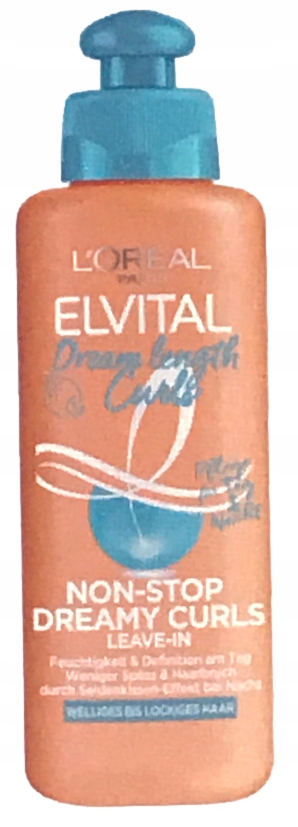 L'ORÉAL
PARIS
ELVITAL
Dream length
Curls
Pflege
NON-STOP
DREAMY CURLS
LEAVE-IN
Feuchtigkeit & Definition am Tag
Weniger Spliss & Haarbruch
durch Seidenkissen-Effekt bei Nacht
WELLIGES BIS LOCKIGES HAAR